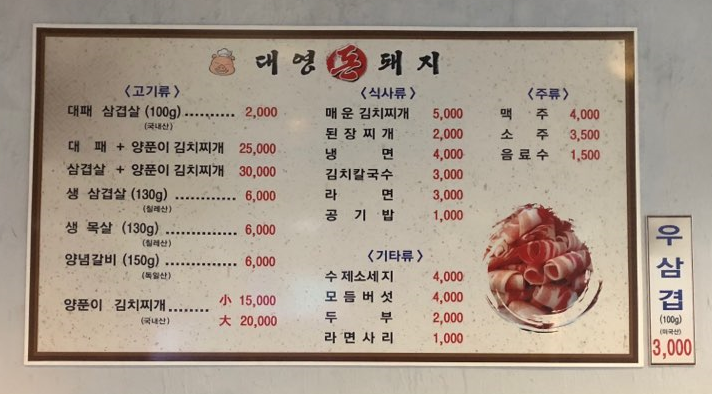 대영돈돼지
〈고기류〉
대패 삼겹살 (100g) .......... 2,000
(국내산)
대 패 + 양푼이 김치찌개 25,000
삼겹살 + 양푼이 김치찌개 30,000
생 삼겹살 (130g) ............ 6,000
(칠레산)
생 목살 (130g) .............. 6,000
(칠레산)
양념갈비 (150g) ............. 6,000
(독일산)
양푼이 김치찌개 ........ 小 15,000
(국내산) 大 20,000
〈식사류〉
매운 김치찌개 5,000
된장찌개 2,000
냉 면 4,000
김치칼국수 3,000
라 면 3,000
공 기 밥 1,000
〈기타류〉
수제소세지 4,000
모듬버섯 4,000
두 부 2,000
라면사리 1,000
〈주류〉
맥 주 4,000
소 주 3,500
음료수 1,500
우
삼
겹
(100g)
(미국산)
3,000